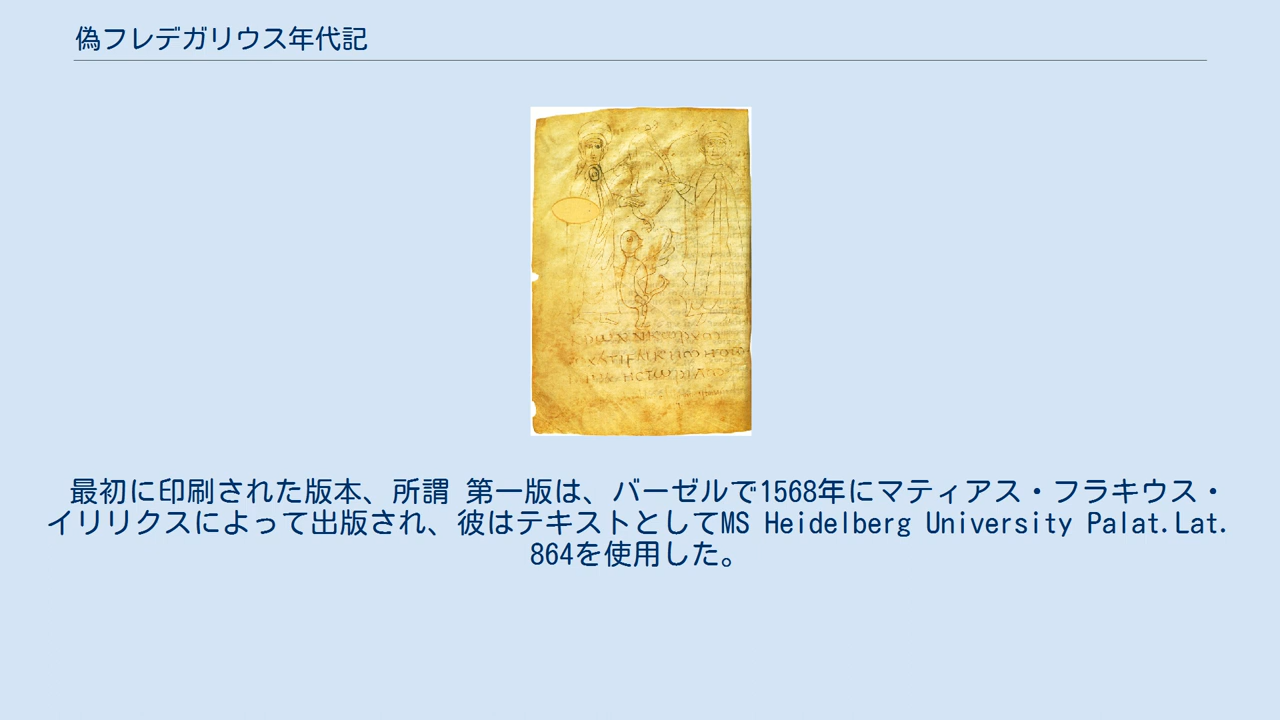 偽フレデガリウス年代記
最初に印刷された版本、所謂 第一版は、バーゼルで1568年にマティアス・フラキウス・
イリリクスによって出版され、彼はテキストとしてMS Heidelberg University Palat.Lat.
864を使用した。